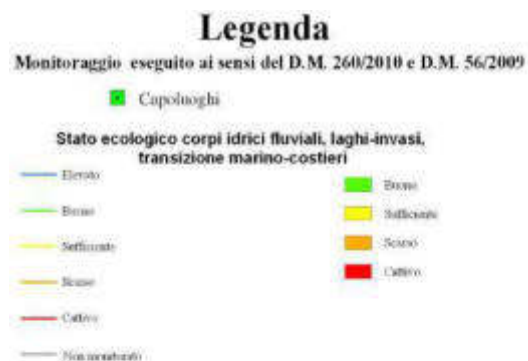 Legenda
Monitoraggio eseguito ai sensi del D.M. 260/2010 e D.M. 56/2009
Capoluoghi
Stato ecologico corpi idrici fluviali, laghi-invasi,
transizione marino-costieri
Elevato
Buono
Sufficiente
Scarso
Cattivo
Non monitorato
Buono
Sufficiente
Scarso
Cattivo